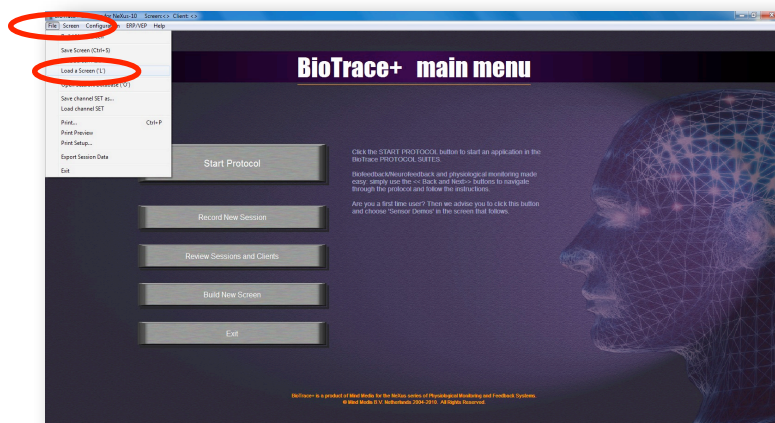 for NeXus-10 Screen:<> Client: <>
File Screen Configuration ERP/VEP Help
Save Screen (Ctrl+S)
Load a Screen ('L')
Save channel SET as...
Load channel SET
Print... Ctrl+P
Print Preview
Print Setup...
Export Session Data
Exit
BioTrace+ main menu
Start Protocol
Click the START PROTOCOL button to start an application in the
BioTrace PROTOCOL SUITES.
Biofeedback/Neurofeedback and physiological monitoring made
easy: simply use the << Back and Next>> buttons to navigate
through the protocol and follow the instructions.
Are you a first time user? Then we advise you to click this button
and choose 'Sensor Demos' in the screen that follows.
Record New Session
Review Sessions and Clients
Build New Screen
Exit
BioTrace+ is a product of Mind Media for the NeXus series of Physiological Monitoring and Feedback Systems.
© Mind Media B.V. Netherlands 2004-2010. All Rights Reserved